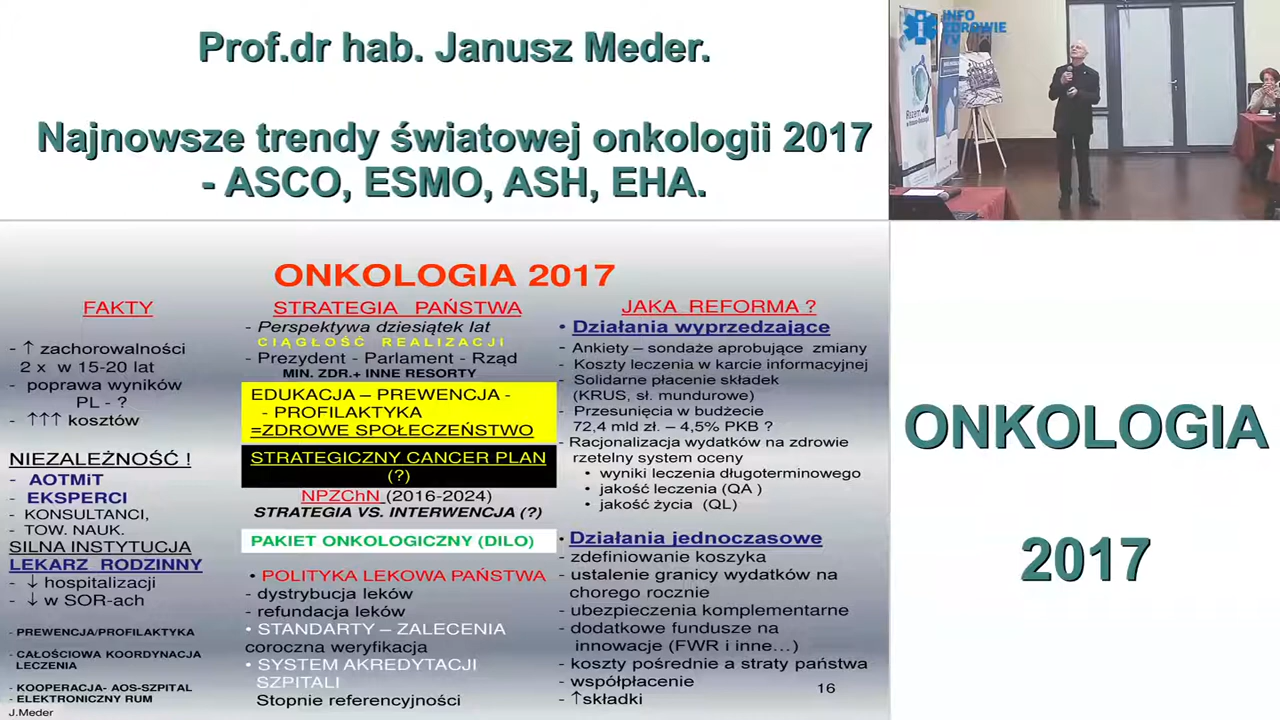 Prof.dr hab. Janusz Meder.
Najnowsze trendy światowej onkologii 2017
- ASCO, ESMO, ASH, EHA.
INFO
ZDROWIE
TV
Razem
ONKOLOGIA 2017
FAKTY
- ↑ zachorowalności
2 x w 15-20 lat
- poprawa wyników
PL - ?
- ↑↑↑ kosztów
NIEZALEŻNOŚĆ !
- AOTMiT
- EKSPERCI
- KONSULTANCI,
- TOW. NAUK.
SILNA INSTYTUCJA
LEKARZ RODZINNY
- ↓ hospitalizacji
- ↓ w SOR-ach
- PREWENCJA/PROFILAKTYKA
- CAŁOŚCIOWA KOORDYNACJA
LECZENIA
- KOOPERACJA- AOS-SZPITAL
- ELEKTRONICZNY RUM
J.Meder
STRATEGIA PAŃSTWA
- Perspektywa dziesiątek lat
CIĄGŁOŚĆ REALIZACJI
- Prezydent - Parlament - Rząd
MIN. ZDR.+ INNE RESORTY
EDUKACJA – PREWENCJA -
- PROFILAKTYKA
=ZDROWE SPOŁECZEŃSTWO
STRATEGICZNY CANCER PLAN
(?)
NPZChN (2016-2024)
STRATEGIA VS. INTERWENCJA (?)
PAKIET ONKOLOGICZNY (DILO)
• POLITYKA LEKOWA PAŃSTWA
- dystrybucja leków
- refundacja leków
• STANDARTY – ZALECENIA
coroczna weryfikacja
• SYSTEM AKREDYTACJI
SZPITALI
Stopnie referencyjności
JAKA REFORMA ?
• Działania wyprzedzające
- Ankiety – sondaże aprobujące zmiany
- Koszty leczenia w karcie informacyjnej
- Solidarne płacenie składek
(KRUS, sł. mundurowe)
- Przesunięcia w budżecie
72,4 mld zł. – 4,5% PKB ?
- Racjonalizacja wydatków na zdrowie
rzetelny system oceny
• wyniki leczenia długoterminowego
• jakość leczenia (QA )
• jakość życia (QL)
• Działania jednoczasowe
- zdefiniowanie koszyka
- ustalenie granicy wydatków na
chorego rocznie
- ubezpieczenia komplementarne
- dodatkowe fundusze na
innowacje (FWR i inne…)
- koszty pośrednie a straty państwa
- współpłacenie
- ↑składki
16
ONKOLOGIA
2017